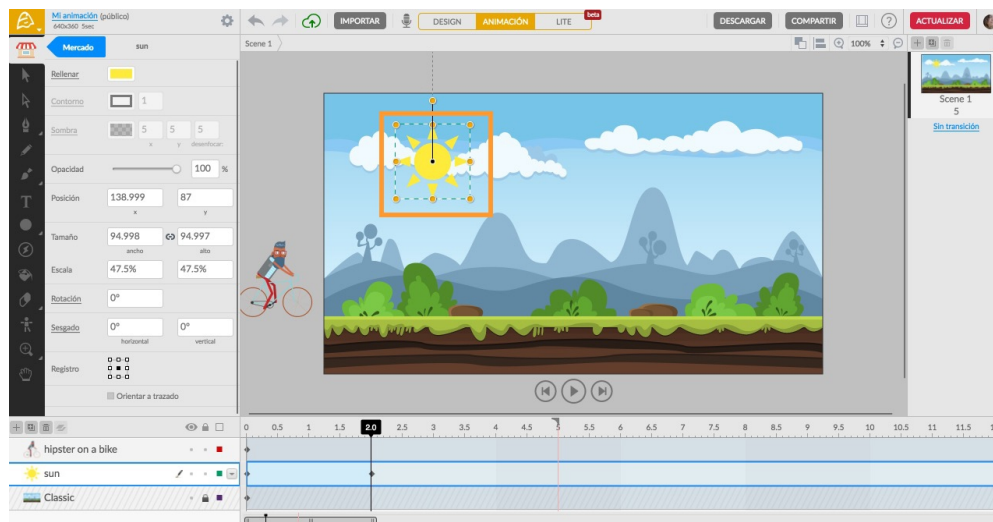 Mi animación (público)
640x360 5sec
IMPORTAR
DESIGN ANIMACIÓN LITE
beta
DESCARGAR COMPARTIR ? ACTUALIZAR
Mercado sun
Scene 1
100%
Rellenar
Contorno 1
Sombra 5 5 5
x y desenfocar:
Opacidad 100 %
Posición 138.999 87
x y
Tamaño 94.998 94.997
ancho alto
Escala 47.5% 47.5%
Rotación 0°
Sesgado 0° 0°
horizontal vertical
Registro
Orientar a trazado
Scene 1
5
Sin transición
0 0.5 1 1.5 2.0 2.5 3 3.5 4 4.5 5 5.5 6 6.5 7 7.5 8 8.5 9 9.5 10 10.5 11 11.5
hipster on a bike
sun
Classic